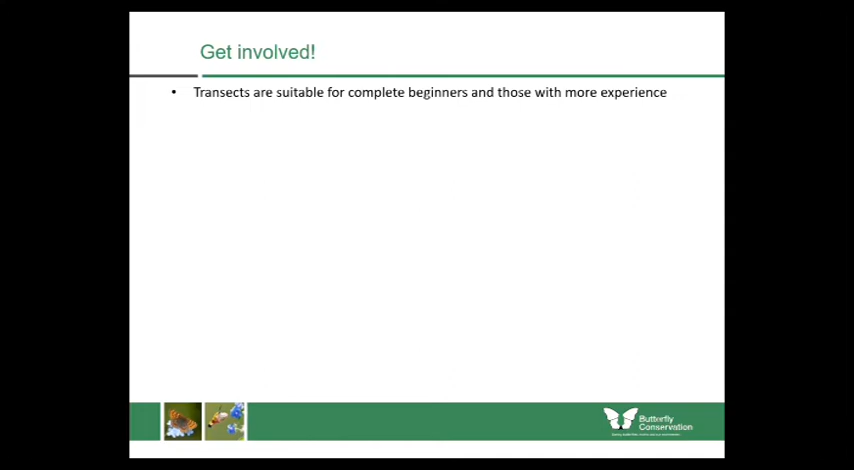 Get involved!
• Transects are suitable for complete beginners and those with more experience
Butterfly
Conservation